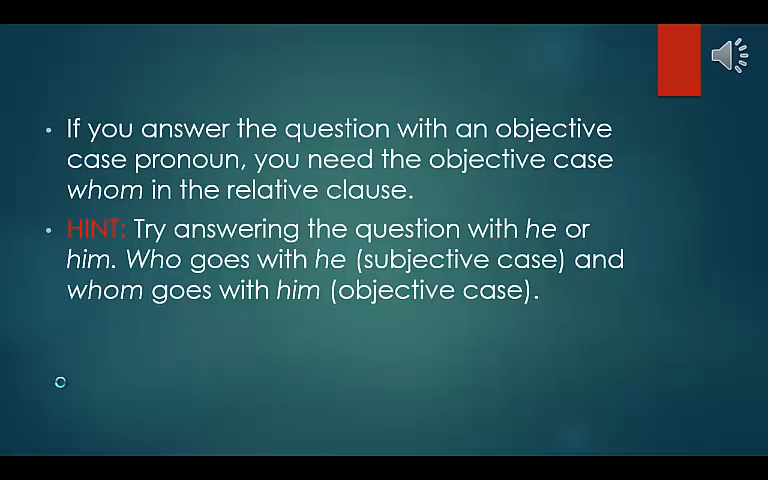 • If you answer the question with an objective
case pronoun, you need the objective case
whom in the relative clause.
• HINT: Try answering the question with he or
him. Who goes with he (subjective case) and
whom goes with him (objective case).